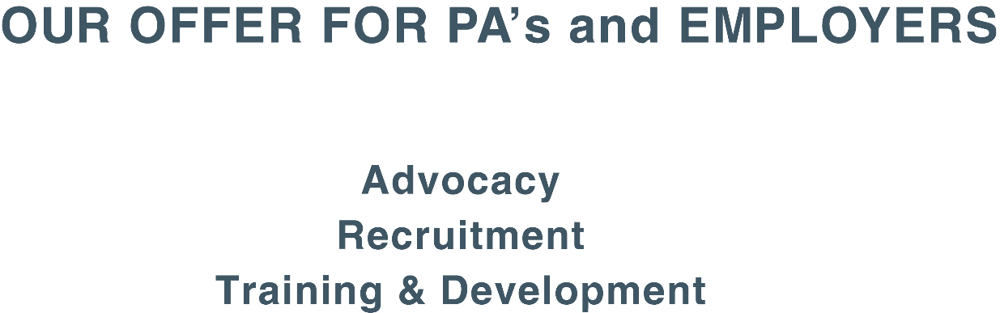 OUR OFFER FOR PA’s and EMPLOYERS
Advocacy
Recruitment
Training & Development